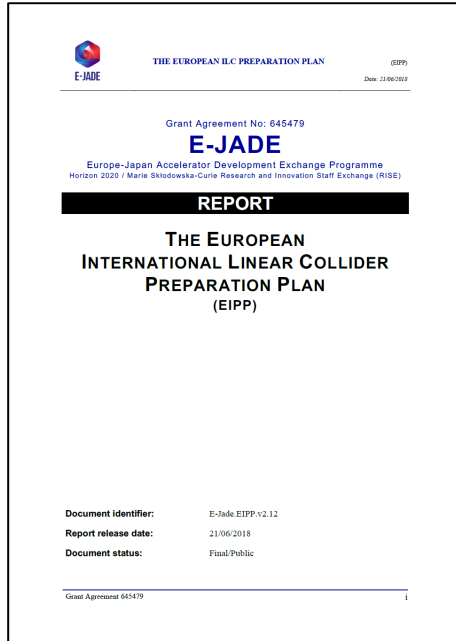 E-JADE
THE EUROPEAN ILC PREPARATION PLAN
(EIPP)
Date: 21/06/2018
Grant Agreement No: 645479
E-JADE
Europe-Japan Accelerator Development Exchange Programme
Horizon 2020 / Marie Skłodowska-Curie Research and Innovation Staff Exchange (RISE)
REPORT
THE EUROPEAN
INTERNATIONAL LINEAR COLLIDER
PREPARATION PLAN
(EIPP)
Document identifier: E-Jade.EIPP.v2.12
Report release date: 21/06/2018
Document status: Final/Public
Grant Agreement 645479 i